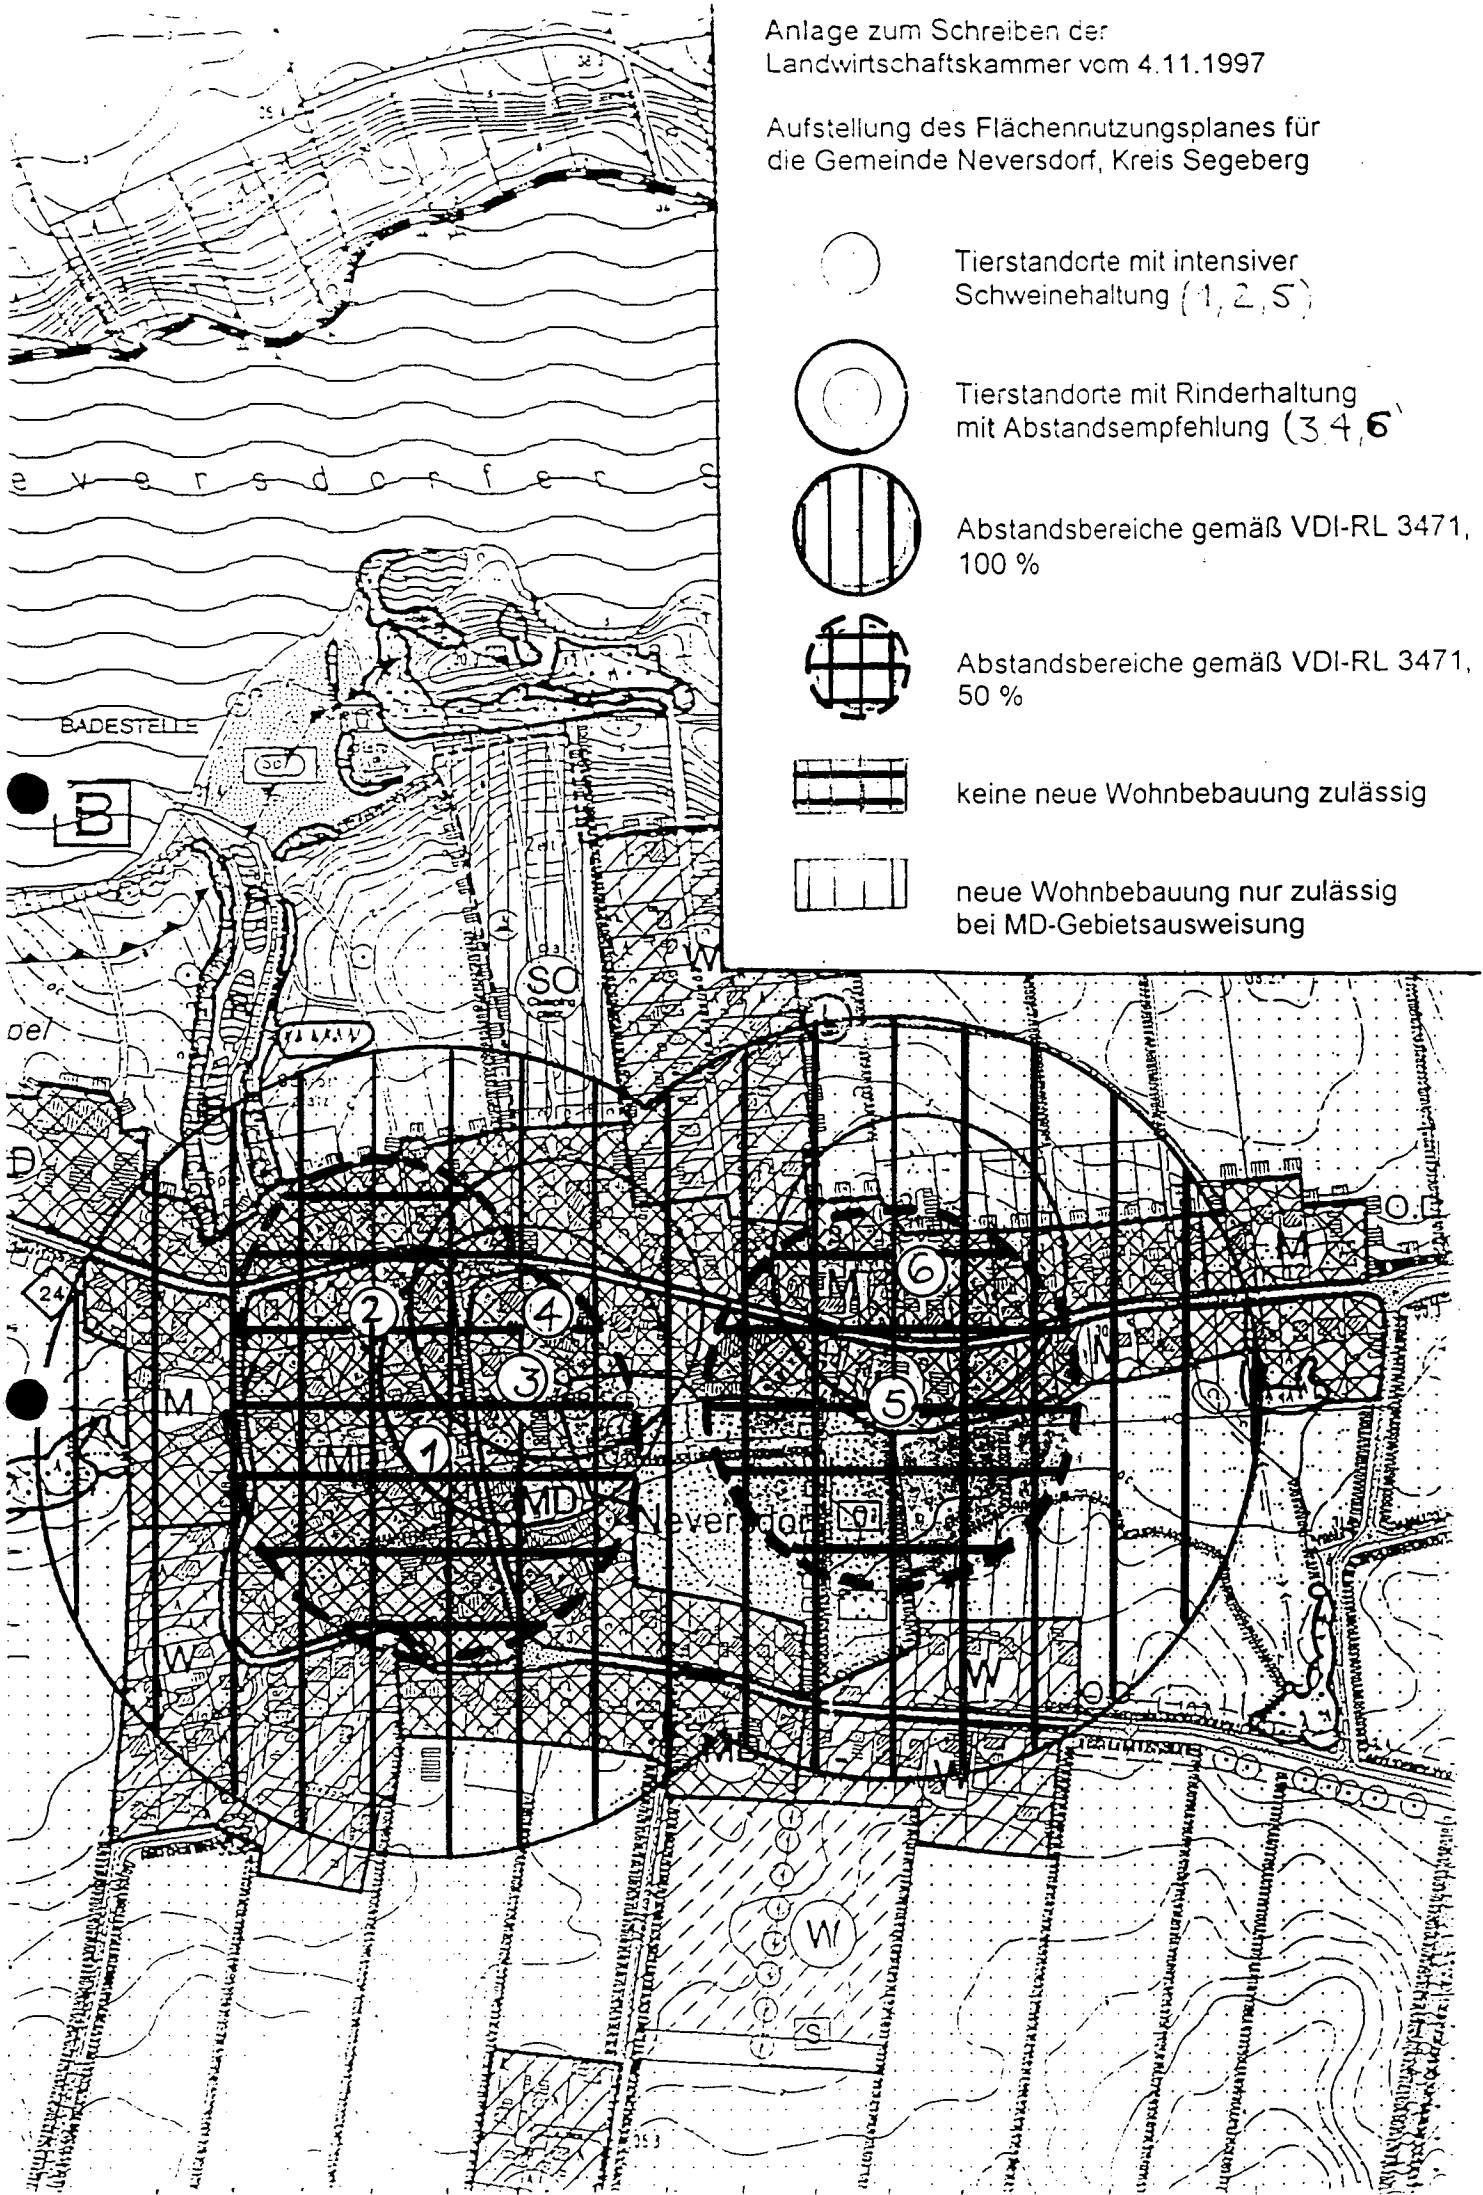 Anlage zum Schreiben der
Landwirtschaftskammer vom 4.11.1997
Aufstellung des Flächennutzungsplanes für
die Gemeinde Neversdorf, Kreis Segeberg
Tierstandorte mit intensiver
Schweinehaltung (1, 2, 5)
Tierstandorte mit Rinderhaltung
mit Abstandsempfehlung (3,4,6
Abstandsbereiche gemäß VDI-RL 3471,
100 %
Abstandsbereiche gemäß VDI-RL 3471,
50 %
keine neue Wohnbebauung zulässig
neue Wohnbebauung nur zulässig
bei MD-Gebietsausweisung
eversdorfer S
BADESTELLE
B
W
SO
oel
D
M
24
2
4
6
M
3
5
M
1
MD
Neversdorf
W
W
W
W
S